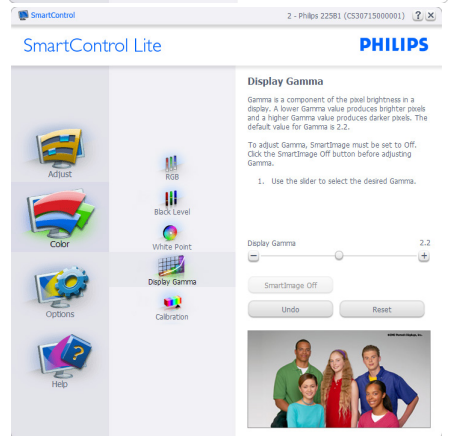 SmartControl
2 - Philips 225B1 (CS30715000001)
?
SmartControl Lite
PHILIPS
Adjust
Color
Options
Help
RGB
Black Level
White Point
Display Gamma
Calibration
Display Gamma
Gamma is a component of the pixel brightness in a
display. A lower Gamma value produces brighter pixels
and a higher Gamma value produces darker pixels. The
default value for Gamma is 2.2.
To adjust Gamma, SmartImage must be set to Off.
Click the SmartImage Off button before adjusting
Gamma.
1. Use the slider to select the desired Gamma.
Display Gamma 2.2
SmartImage Off
Undo Reset